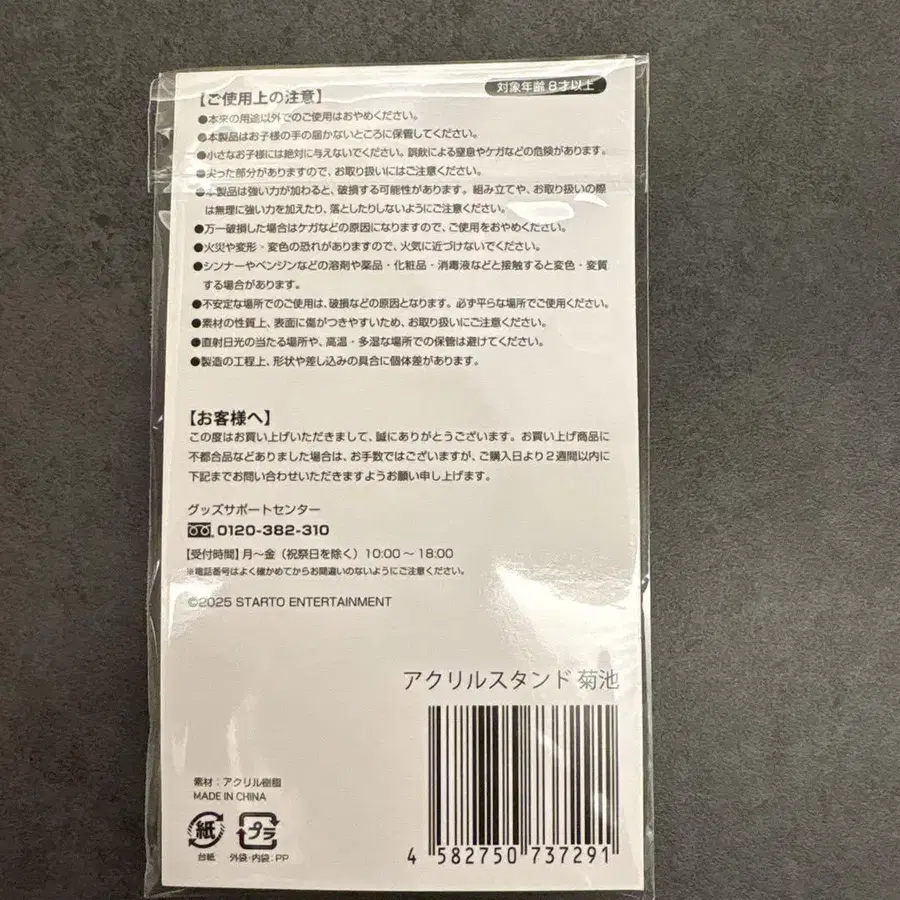 対象年齢 8才以上
【ご使用上の注意】
●本来の用途以外でのご使用はおやめください。
●本製品はお子様の手の届かないところに保管してください。
●小さなお子様には絶対に与えないでください。誤飲による窒息やケガなどの危険があります。
●尖った部分がありますので、お取り扱いにはご注意ください。
●本製品は強い力が加わると、破損する可能性があります。組み立てや、お取り扱いの際
は無理に強い力を加えたり、落としたりしないようにご注意ください。
●万一破損した場合はケガなどの原因になりますので、ご使用をおやめください。
●火災や変形・変色の恐れがありますので、火気に近づけないでください。
●シンナーやベンジンなどの溶剤や薬品・化粧品・消毒液などと接触すると変色・変質
する場合があります。
●不安定な場所でのご使用は、破損などの原因となります。必ず平らな場所でご使用ください。
●素材の性質上、表面に傷がつきやすいため、お取り扱いにご注意ください。
●直射日光の当たる場所や、高温・多湿な場所での保管は避けてください。
●製造の工程上、形状や差し込みの具合に個体差があります。
【お客様へ】
この度はお買い上げいただきまして、誠にありがとうございます。お買い上げ商品に
不都合品などありました場合は、お手数ではございますが、ご購入日より2週間以内に
下記までお問い合わせいただきますようお願い申し上げます。
グッズサポートセンター
0120-382-310
【受付時間】月〜金（祝祭日を除く）10:00〜18:00
※電話番号はよく確かめてからお間違いのないようにご注意ください。
©2025 STARTO ENTERTAINMENT
アクリルスタンド 菊池
素材：アクリル樹脂
MADE IN CHINA
紙 プラ
台紙 外袋・内袋：PP
4 582750 737291